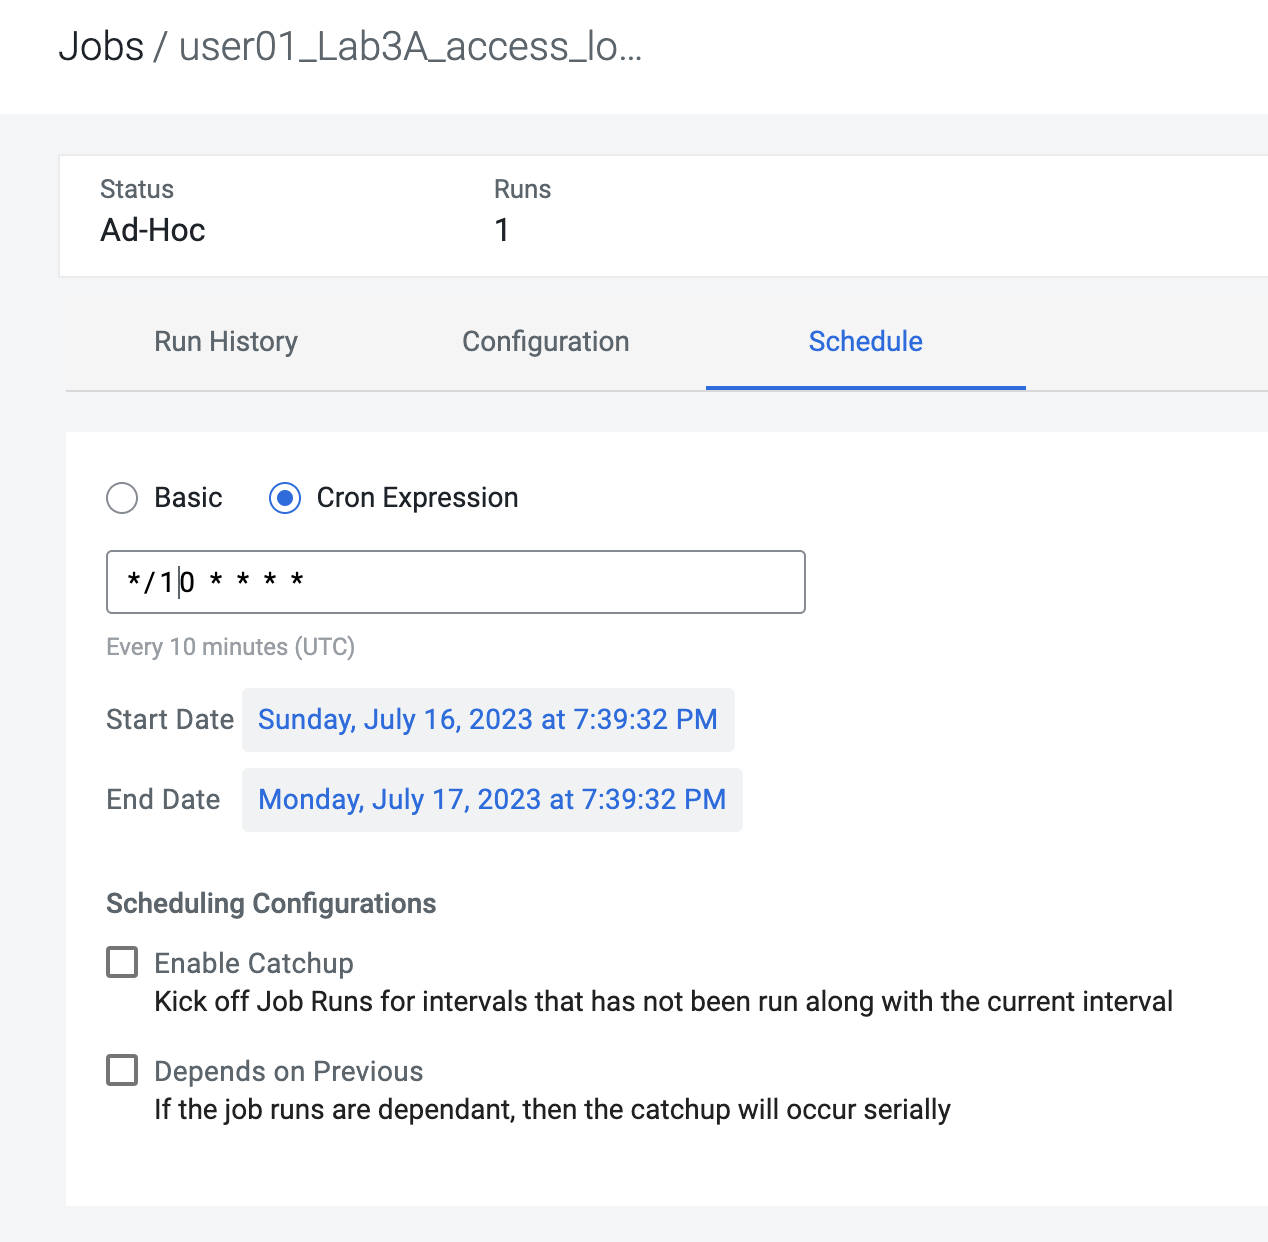 Jobs / user01_Lab3A_access_lo...
Status Runs
Ad-Hoc 1
Run History Configuration Schedule
Basic Cron Expression
*/10 * * * *
Every 10 minutes (UTC)
Start Date Sunday, July 16, 2023 at 7:39:32 PM
End Date Monday, July 17, 2023 at 7:39:32 PM
Scheduling Configurations
Enable Catchup
Kick off Job Runs for intervals that has not been run along with the current interval
Depends on Previous
If the job runs are dependant, then the catchup will occur serially